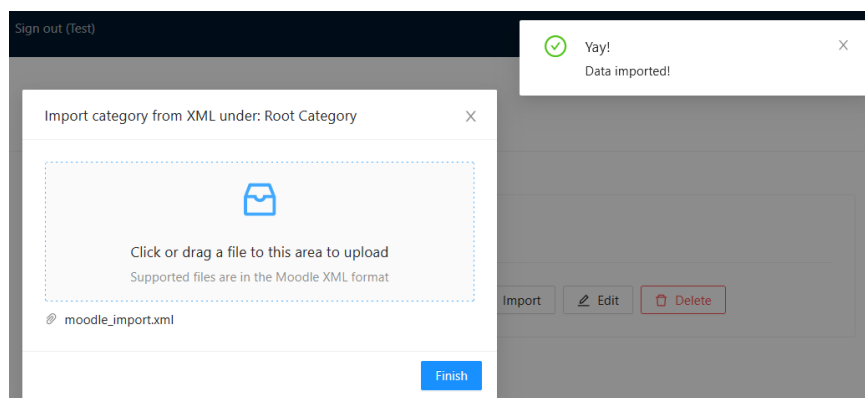 Sign out (Test)
Yay!
Data imported!
Import category from XML under: Root Category
Click or drag a file to this area to upload
Supported files are in the Moodle XML format
Import
Edit
Delete
moodle_import.xml
Finish